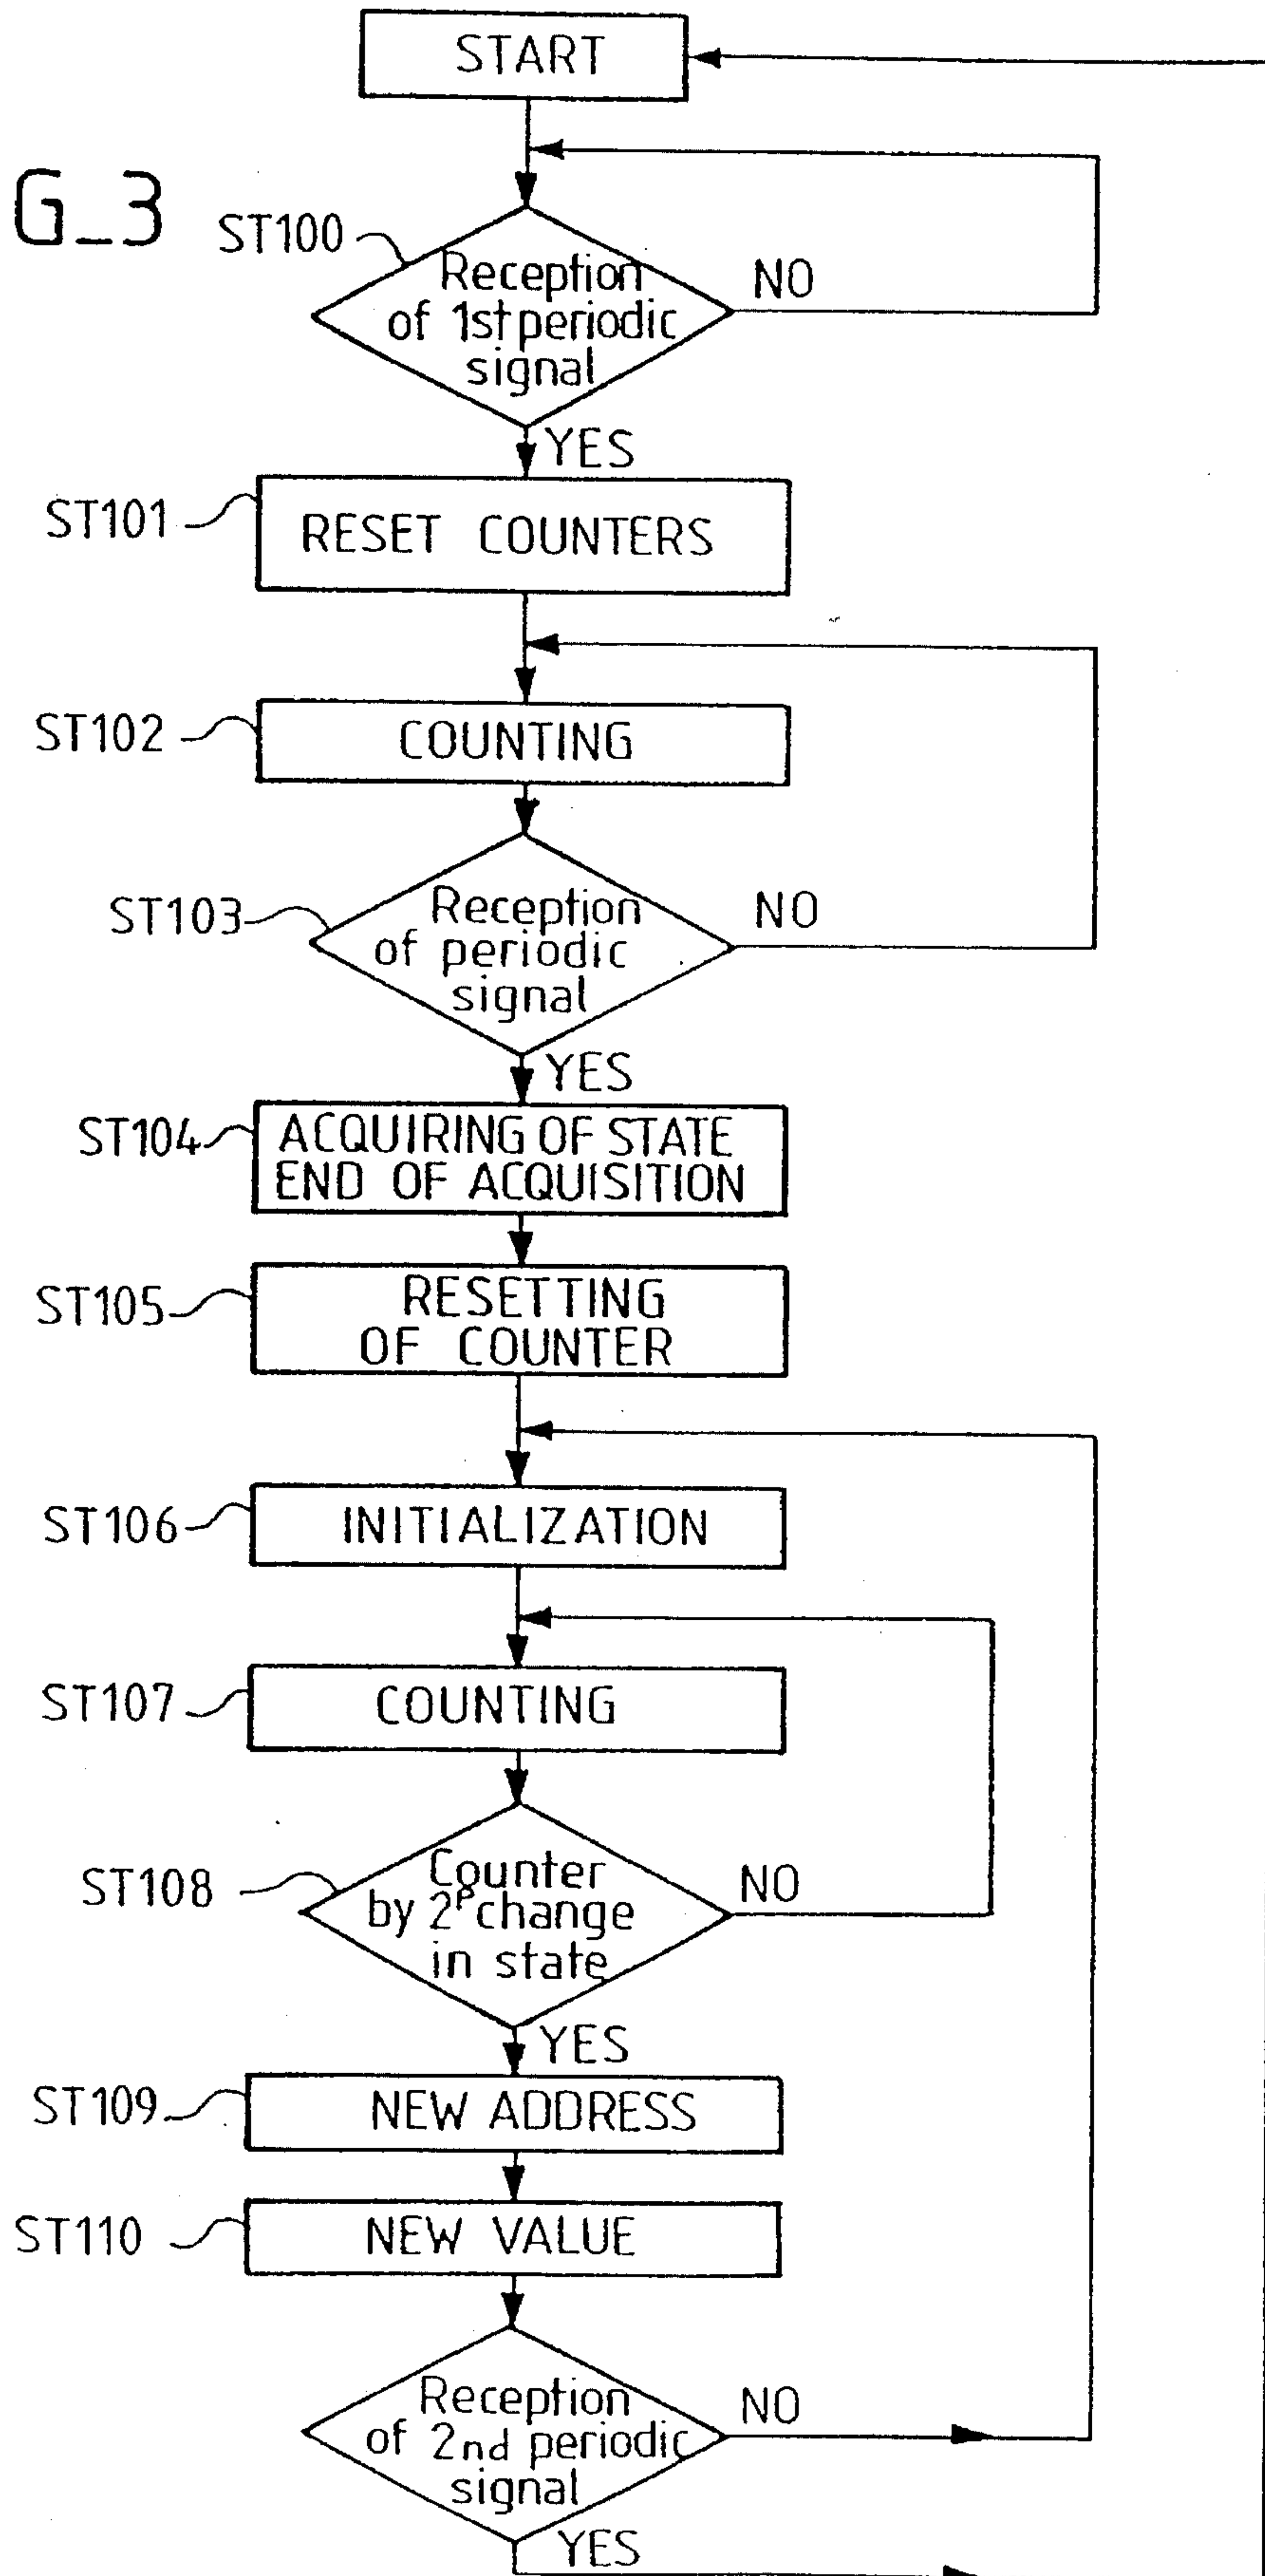 START
G_3
ST100
Reception
of 1st periodic
signal
NO
YES
ST101
RESET COUNTERS
ST102
COUNTING
ST103
Reception
of periodic
signal
NO
YES
ST104
ACQUIRING OF STATE
END OF ACQUISITION
ST105
RESETTING
OF COUNTER
ST106
INITIALIZATION
ST107
COUNTING
ST108
Counter
by 2ᵖ change
in state
NO
YES
ST109
NEW ADDRESS
ST110
NEW VALUE
Reception
of 2nd periodic
signal
NO
YES